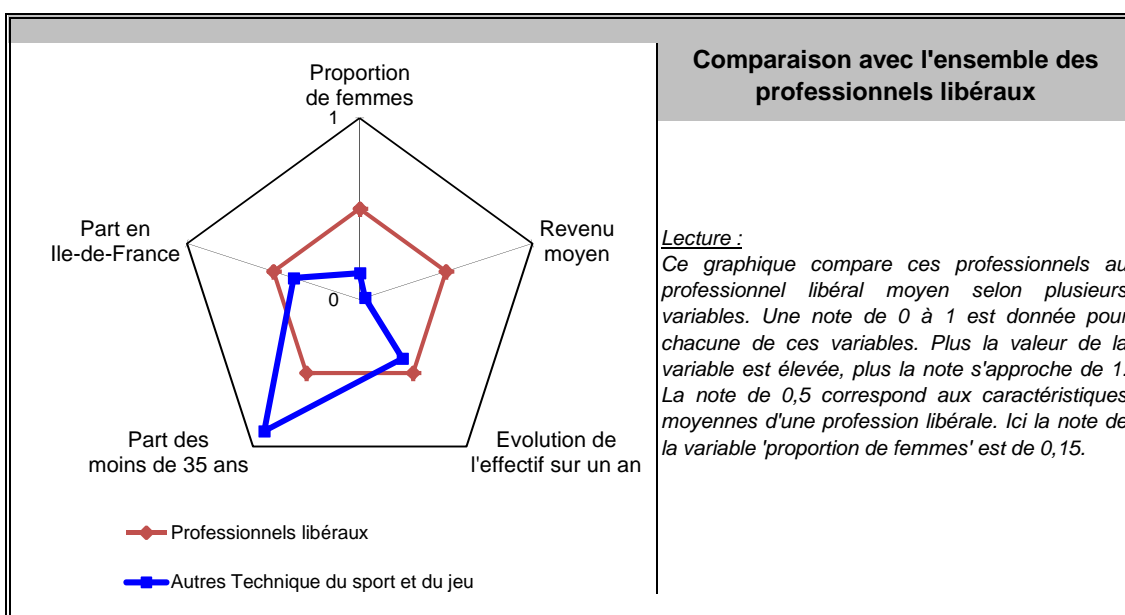 Comparaison avec l'ensemble des
professionnels libéraux
Proportion
de femmes
1
Revenu
moyen
Part en
Ile-de-France
0
Part des
moins de 35 ans
Evolution de
l'effectif sur un an
Professionnels libéraux
Autres Technique du sport et du jeu
Lecture :
Ce graphique compare ces professionnels au
professionnel libéral moyen selon plusieurs
variables. Une note de 0 à 1 est donnée pour
chacune de ces variables. Plus la valeur de la
variable est élevée, plus la note s'approche de 1.
La note de 0,5 correspond aux caractéristiques
moyennes d'une profession libérale. Ici la note de
la variable 'proportion de femmes' est de 0,15.